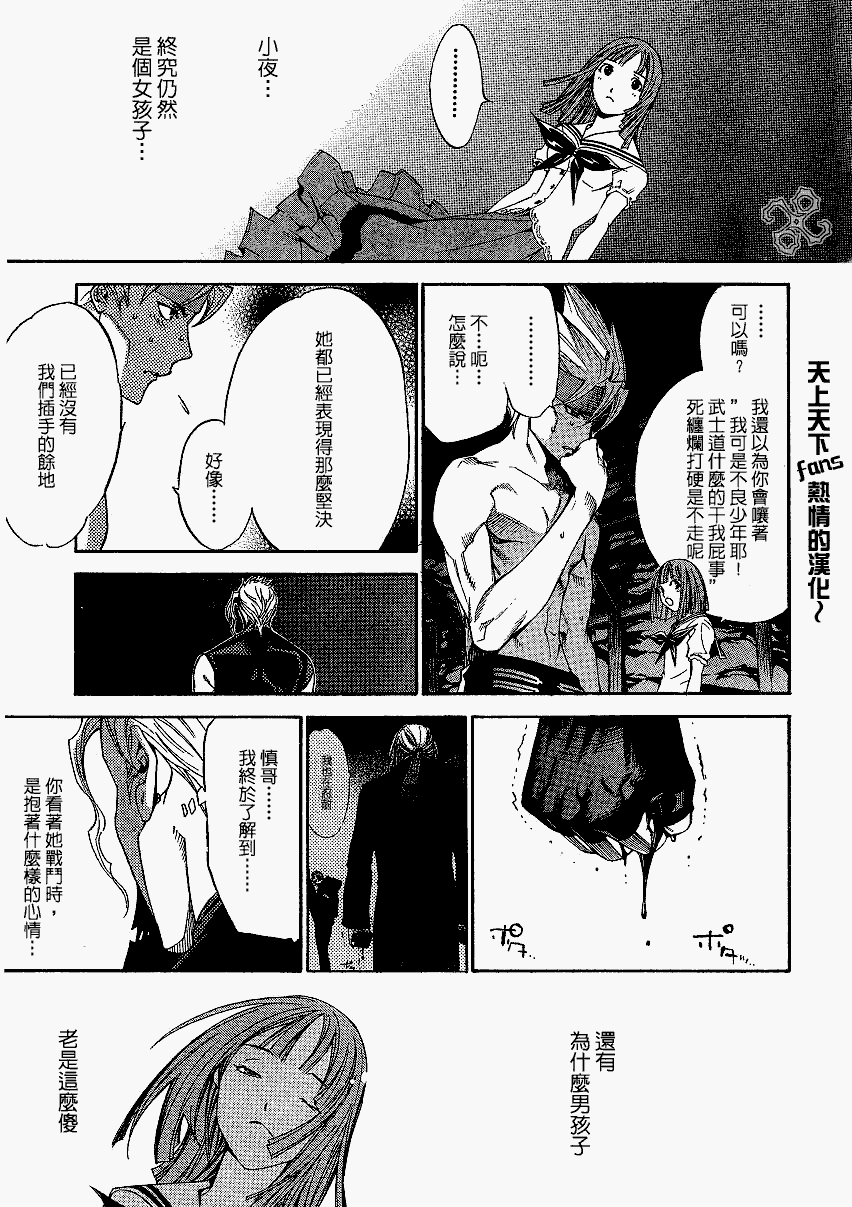 小夜…
終究仍然
是個女孩子…
………
天上天下
fans
熱情的漢化～
……
可以嗎？
我還以為你會嚷著
”我可是不良少年耶！
武士道什麼的干我屁事”
死纏爛打硬是不走呢
…………
不…呃…
怎麼說…
她都已經表現得那麼堅決
好像……
已經沒有
我們插手的餘地
ポタ…
ポタ…
慎哥……
我終於了解到……
你看著她戰鬥時，
是抱著什麼樣的心情…
還有
為什麼男孩子
老是這麼傻